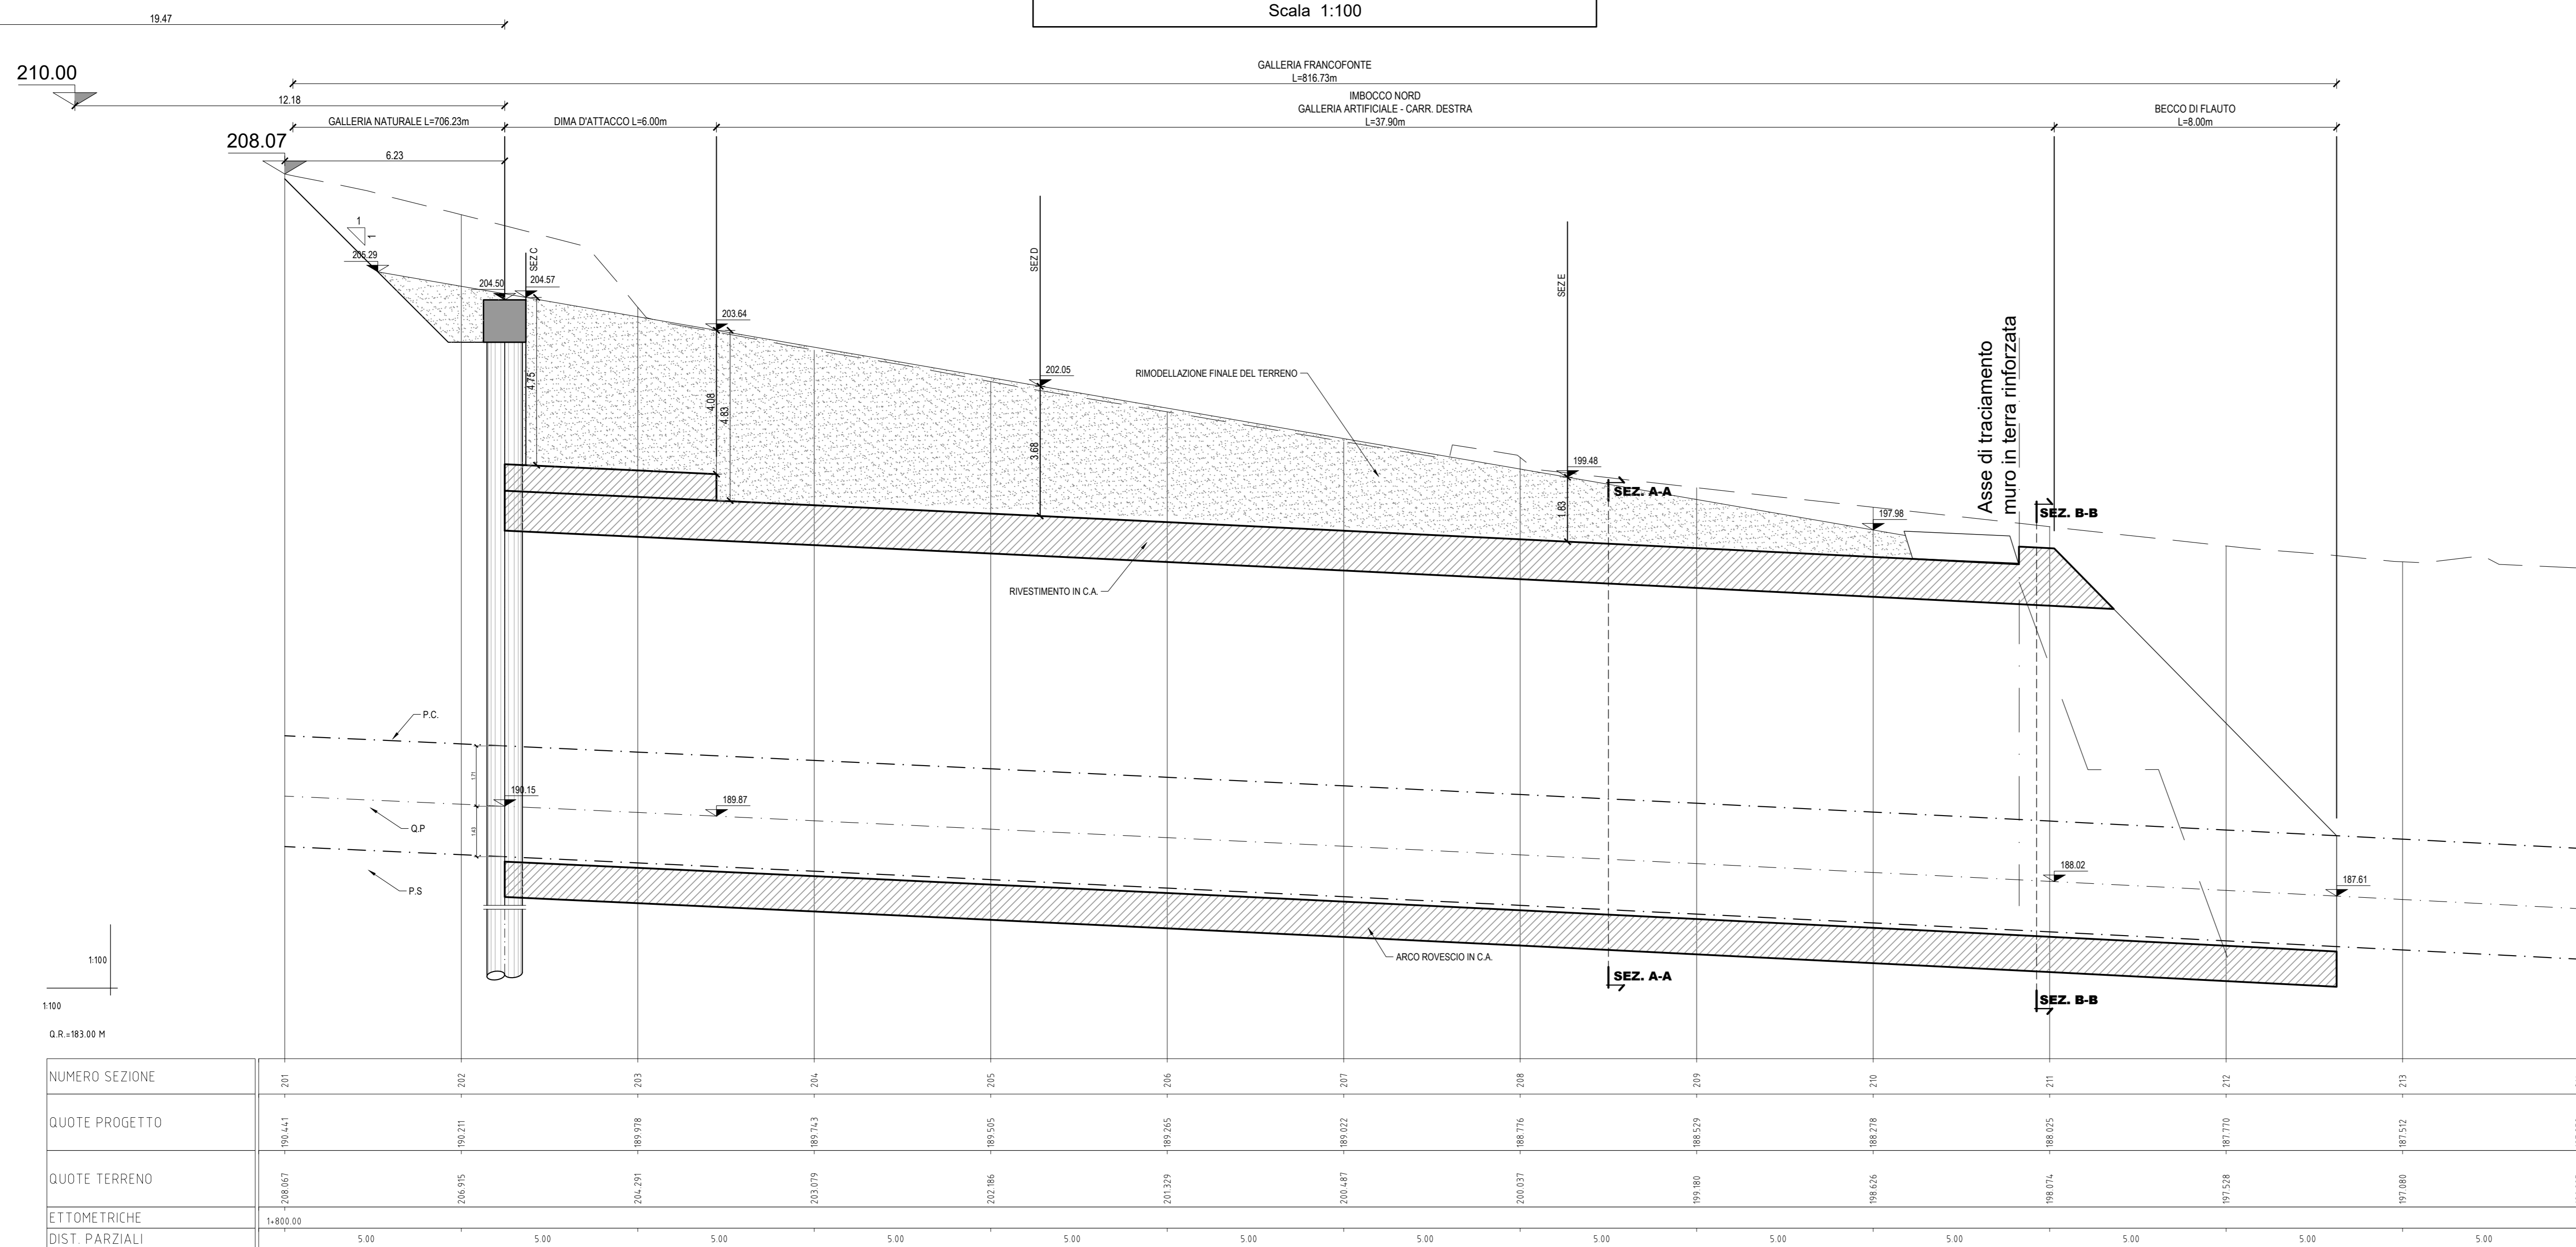 Scala 1:100
19.47
GALLERIA FRANCOFONTE
L=816.73m
210.00
12.18
IMBOCCO NORD
GALLERIA ARTIFICIALE - CARR. DESTRA
L=37.90m
BECCO DI FLAUTO
L=8.00m
GALLERIA NATURALE L=706.23m
DIMA D'ATTACCO L=6.00m
208.07
6.23
1
1
205.29
SEZ C
204.50
204.57
SEZ D
SEZ E
203.64
202.05
RIMODELLAZIONE FINALE DEL TERRENO
4.75
4.08
4.83
3.68
199.48
1.83
SEZ. A-A
Asse di tracciamento
muro in terra rinforzata
197.98
SEZ. B-B
RIVESTIMENTO IN C.A.
P.C.
1.71
190.15
189.87
Q.P
1.43
188.02
187.61
P.S
ARCO ROVESCIO IN C.A.
SEZ. A-A
SEZ. B-B
1:100
1:100
Q.R.=183.00 M
NUMERO SEZIONE 201 202 203 204 205 206 207 208 209 210 211 212 213
QUOTE PROGETTO 190.441 190.211 189.978 189.743 189.505 189.265 189.022 188.776 188.529 188.278 188.025 187.770 187.512
QUOTE TERRENO 208.067 206.915 204.291 203.079 202.186 201.329 200.487 200.037 199.180 198.626 198.074 197.528 197.080
ETTOMETRICHE 1+800.00
DIST. PARZIALI 5.00 5.00 5.00 5.00 5.00 5.00 5.00 5.00 5.00 5.00 5.00 5.00 5.00